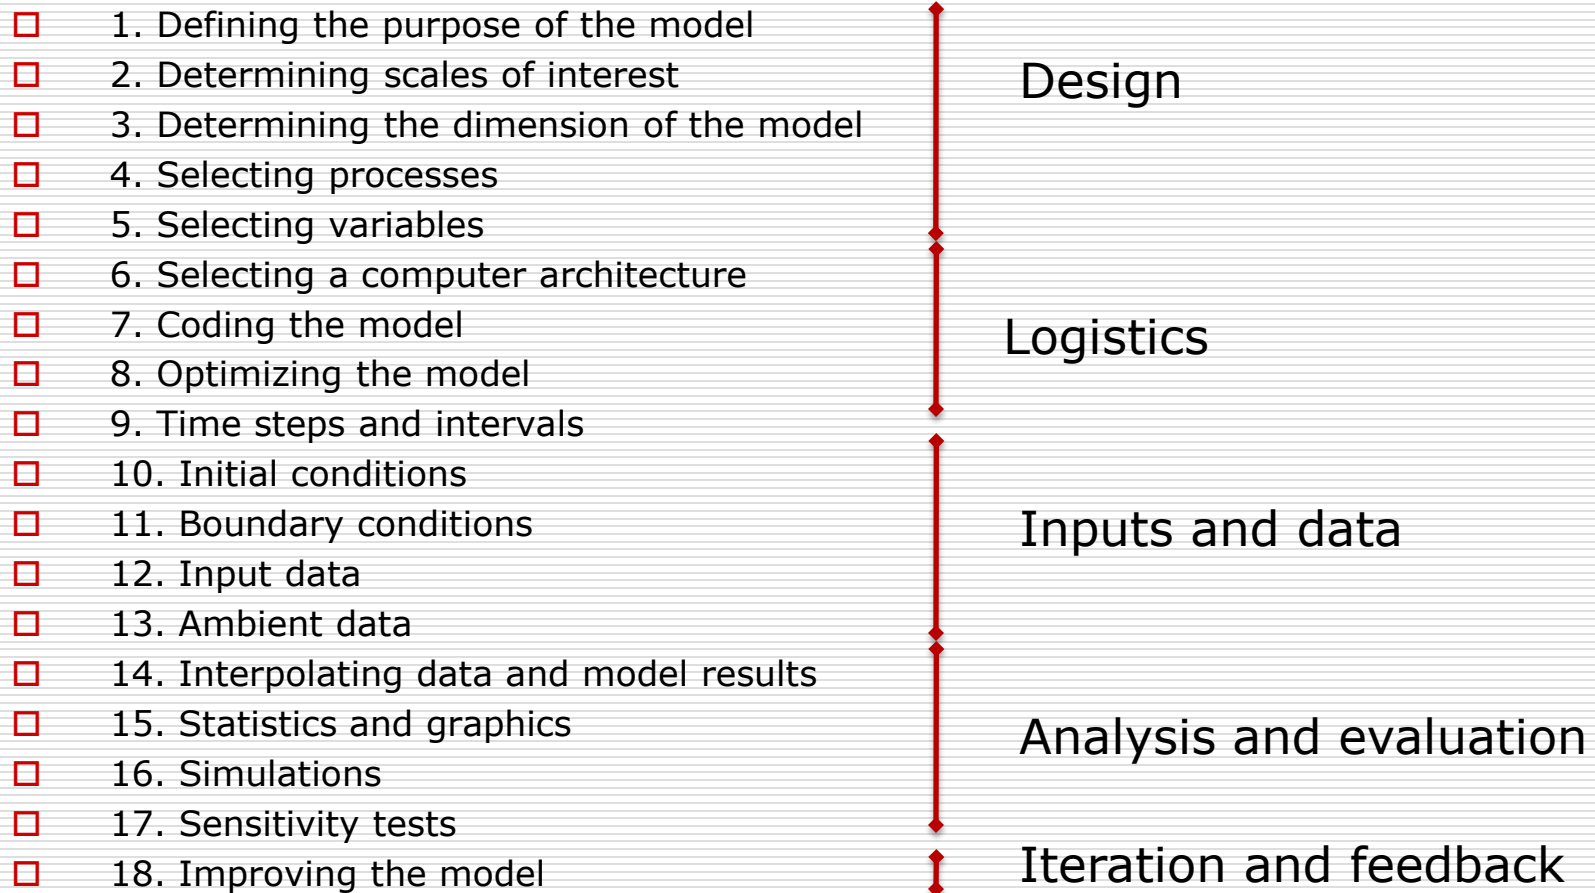 1. Defining the purpose of the model
2. Determining scales of interest
Design
3. Determining the dimension of the model
4. Selecting processes
5. Selecting variables
6. Selecting a computer architecture
7. Coding the model
Logistics
8. Optimizing the model
9. Time steps and intervals
10. Initial conditions
11. Boundary conditions
Inputs and data
12. Input data
13. Ambient data
14. Interpolating data and model results
15. Statistics and graphics
Analysis and evaluation
16. Simulations
17. Sensitivity tests
18. Improving the model
Iteration and feedback